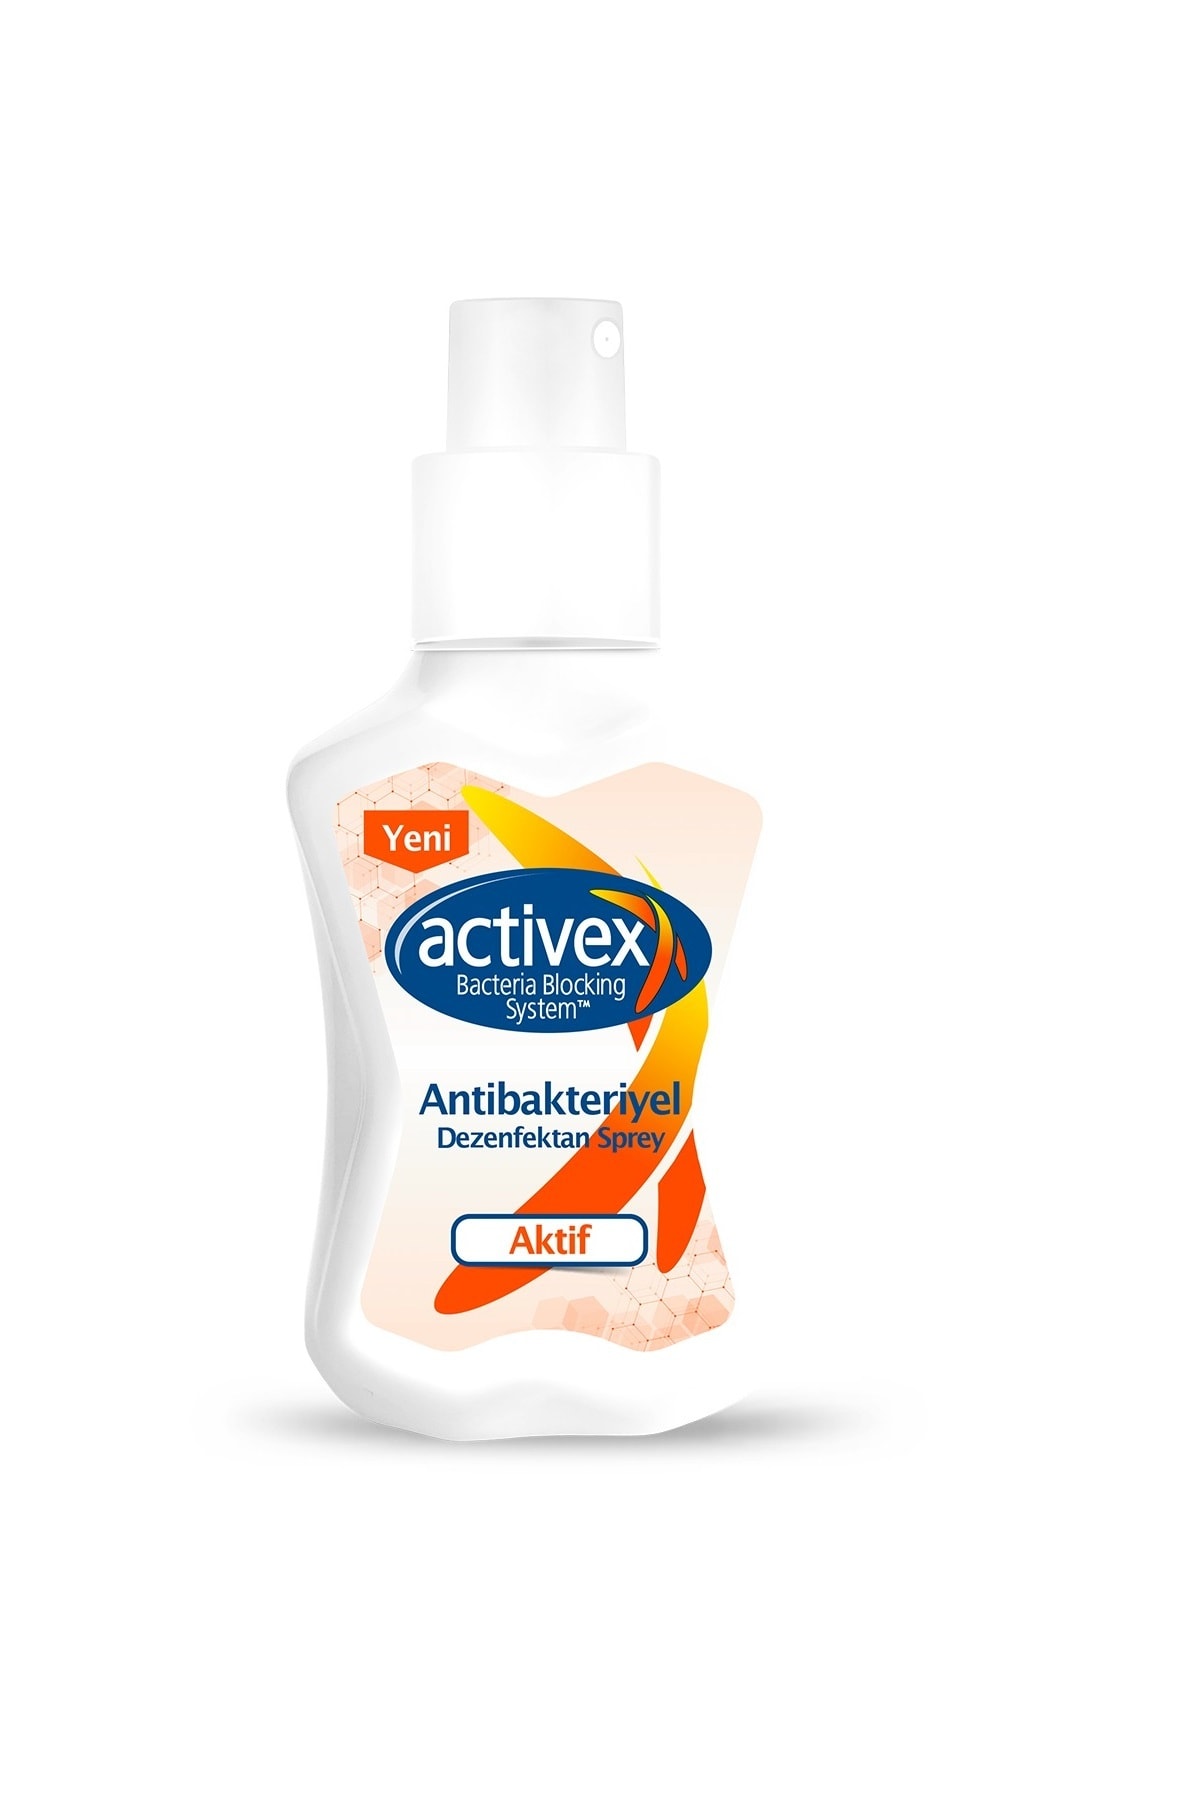 Yeni
activex
Bacteria Blocking
System™
Antibakteriyel
Dezenfektan Sprey
Aktif